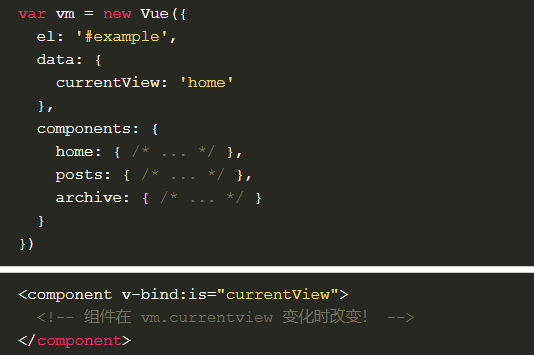 var vm = new Vue({
  el: '#example',
  data: {
    currentView: 'home'
  },
  components: {
    home: { /* ... */ },
    posts: { /* ... */ },
    archive: { /* ... */ }
  }
})
<component v-bind:is="currentView">
  <!-- 组件在 vm.currentview 变化时改变! -->
</component>